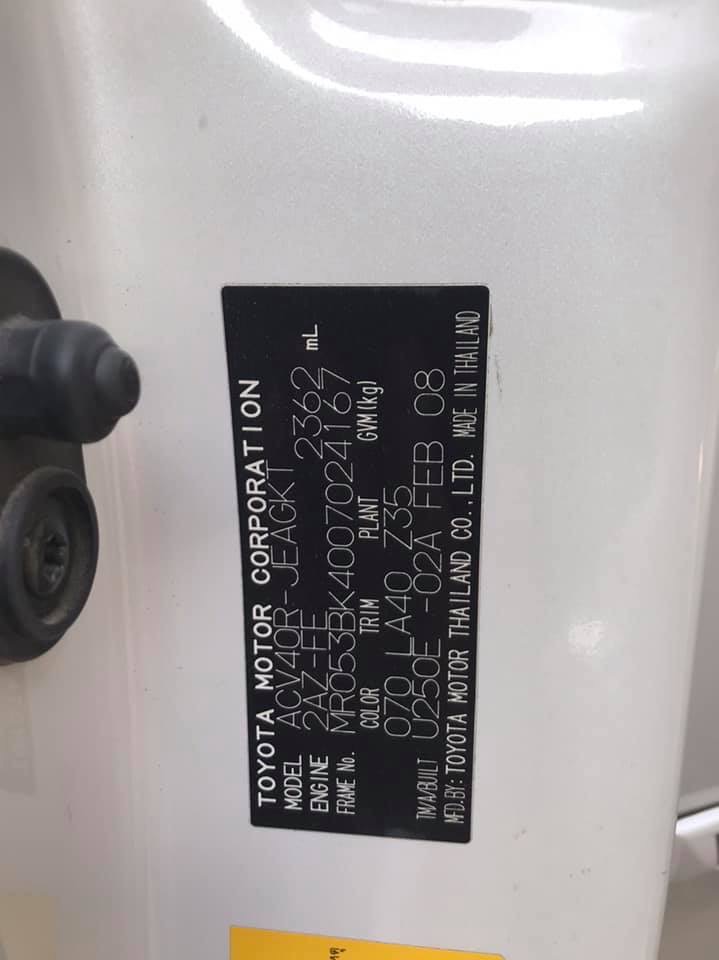 TOYOTA MOTOR CORPORATION
MODEL ACV40R-JEAGKT
ENGINE 2AZ-FE 2362 mL
FRAME No. MR053BK4007024167
COLOR TRIM PLANT GVM(kg)
070 LA40 Z35
TM/A/BUILT U250E -02A FEB 08
MFD.BY: TOYOTA MOTOR THAILAND CO.,LTD. MADE IN THAILAND